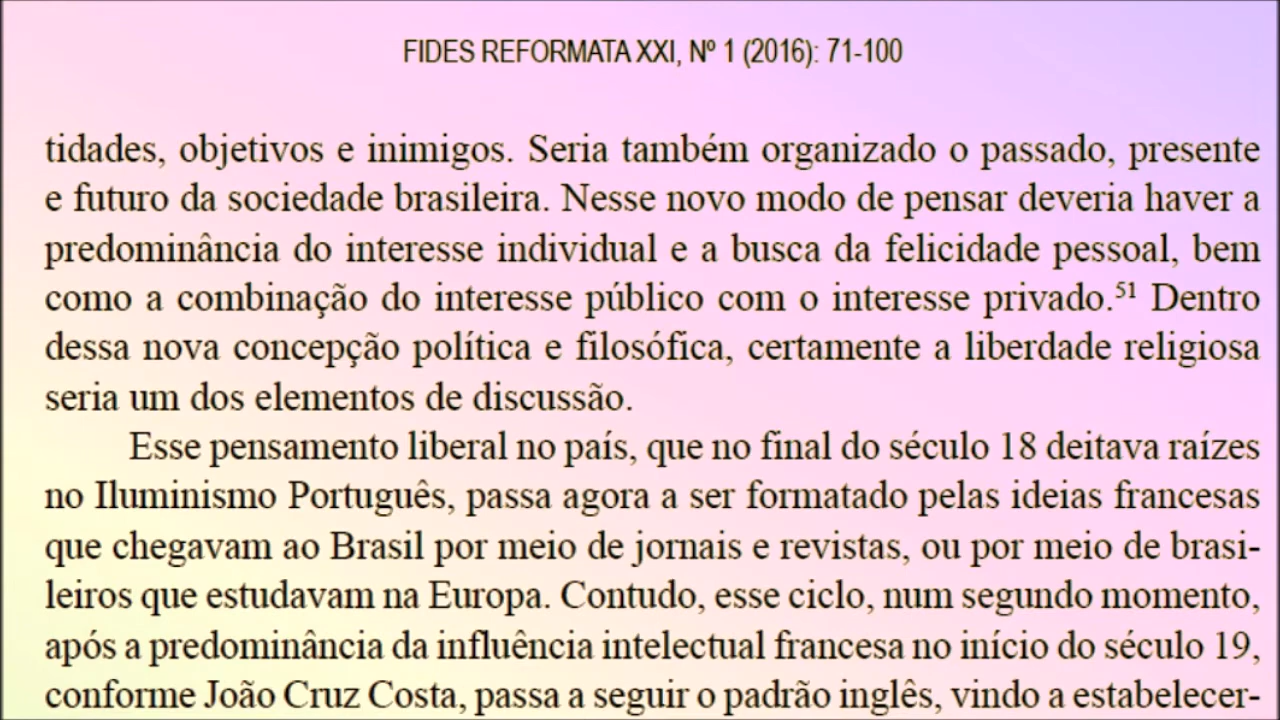 FIDES REFORMATA XXI, Nº 1 (2016): 71-100
tidades, objetivos e inimigos. Seria também organizado o passado, presente
e futuro da sociedade brasileira. Nesse novo modo de pensar deveria haver a
predominância do interesse individual e a busca da felicidade pessoal, bem
como a combinação do interesse público com o interesse privado.⁵¹ Dentro
dessa nova concepção política e filosófica, certamente a liberdade religiosa
seria um dos elementos de discussão.
Esse pensamento liberal no país, que no final do século 18 deitava raízes
no Iluminismo Português, passa agora a ser formatado pelas ideias francesas
que chegavam ao Brasil por meio de jornais e revistas, ou por meio de brasi-
leiros que estudavam na Europa. Contudo, esse ciclo, num segundo momento,
após a predominância da influência intelectual francesa no início do século 19,
conforme João Cruz Costa, passa a seguir o padrão inglês, vindo a estabelecer-